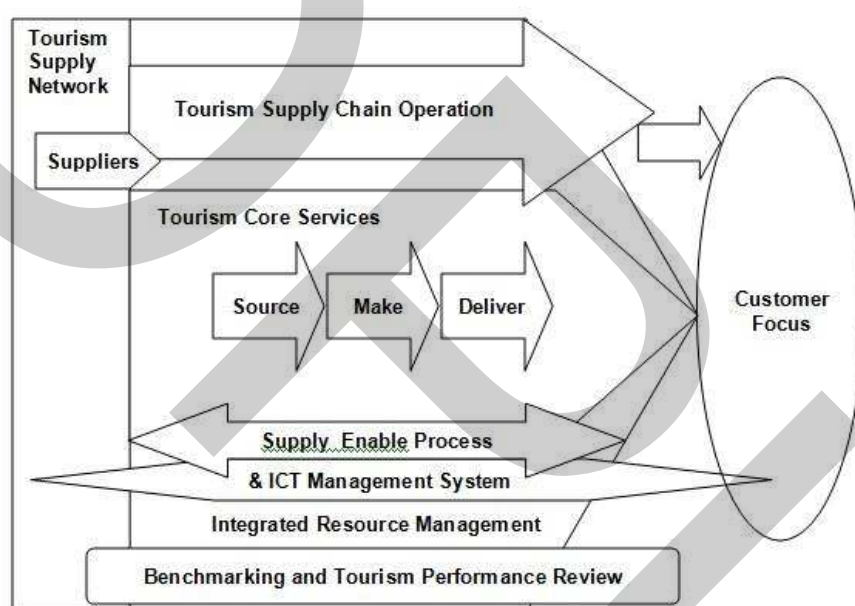 Tourism
Supply
Network
Tourism Supply Chain Operation
Suppliers
Tourism Core Services
Source
Make
Deliver
Customer
Focus
Supply Enable Process
& ICT Management System
Integrated Resource Management
Benchmarking and Tourism Performance Review